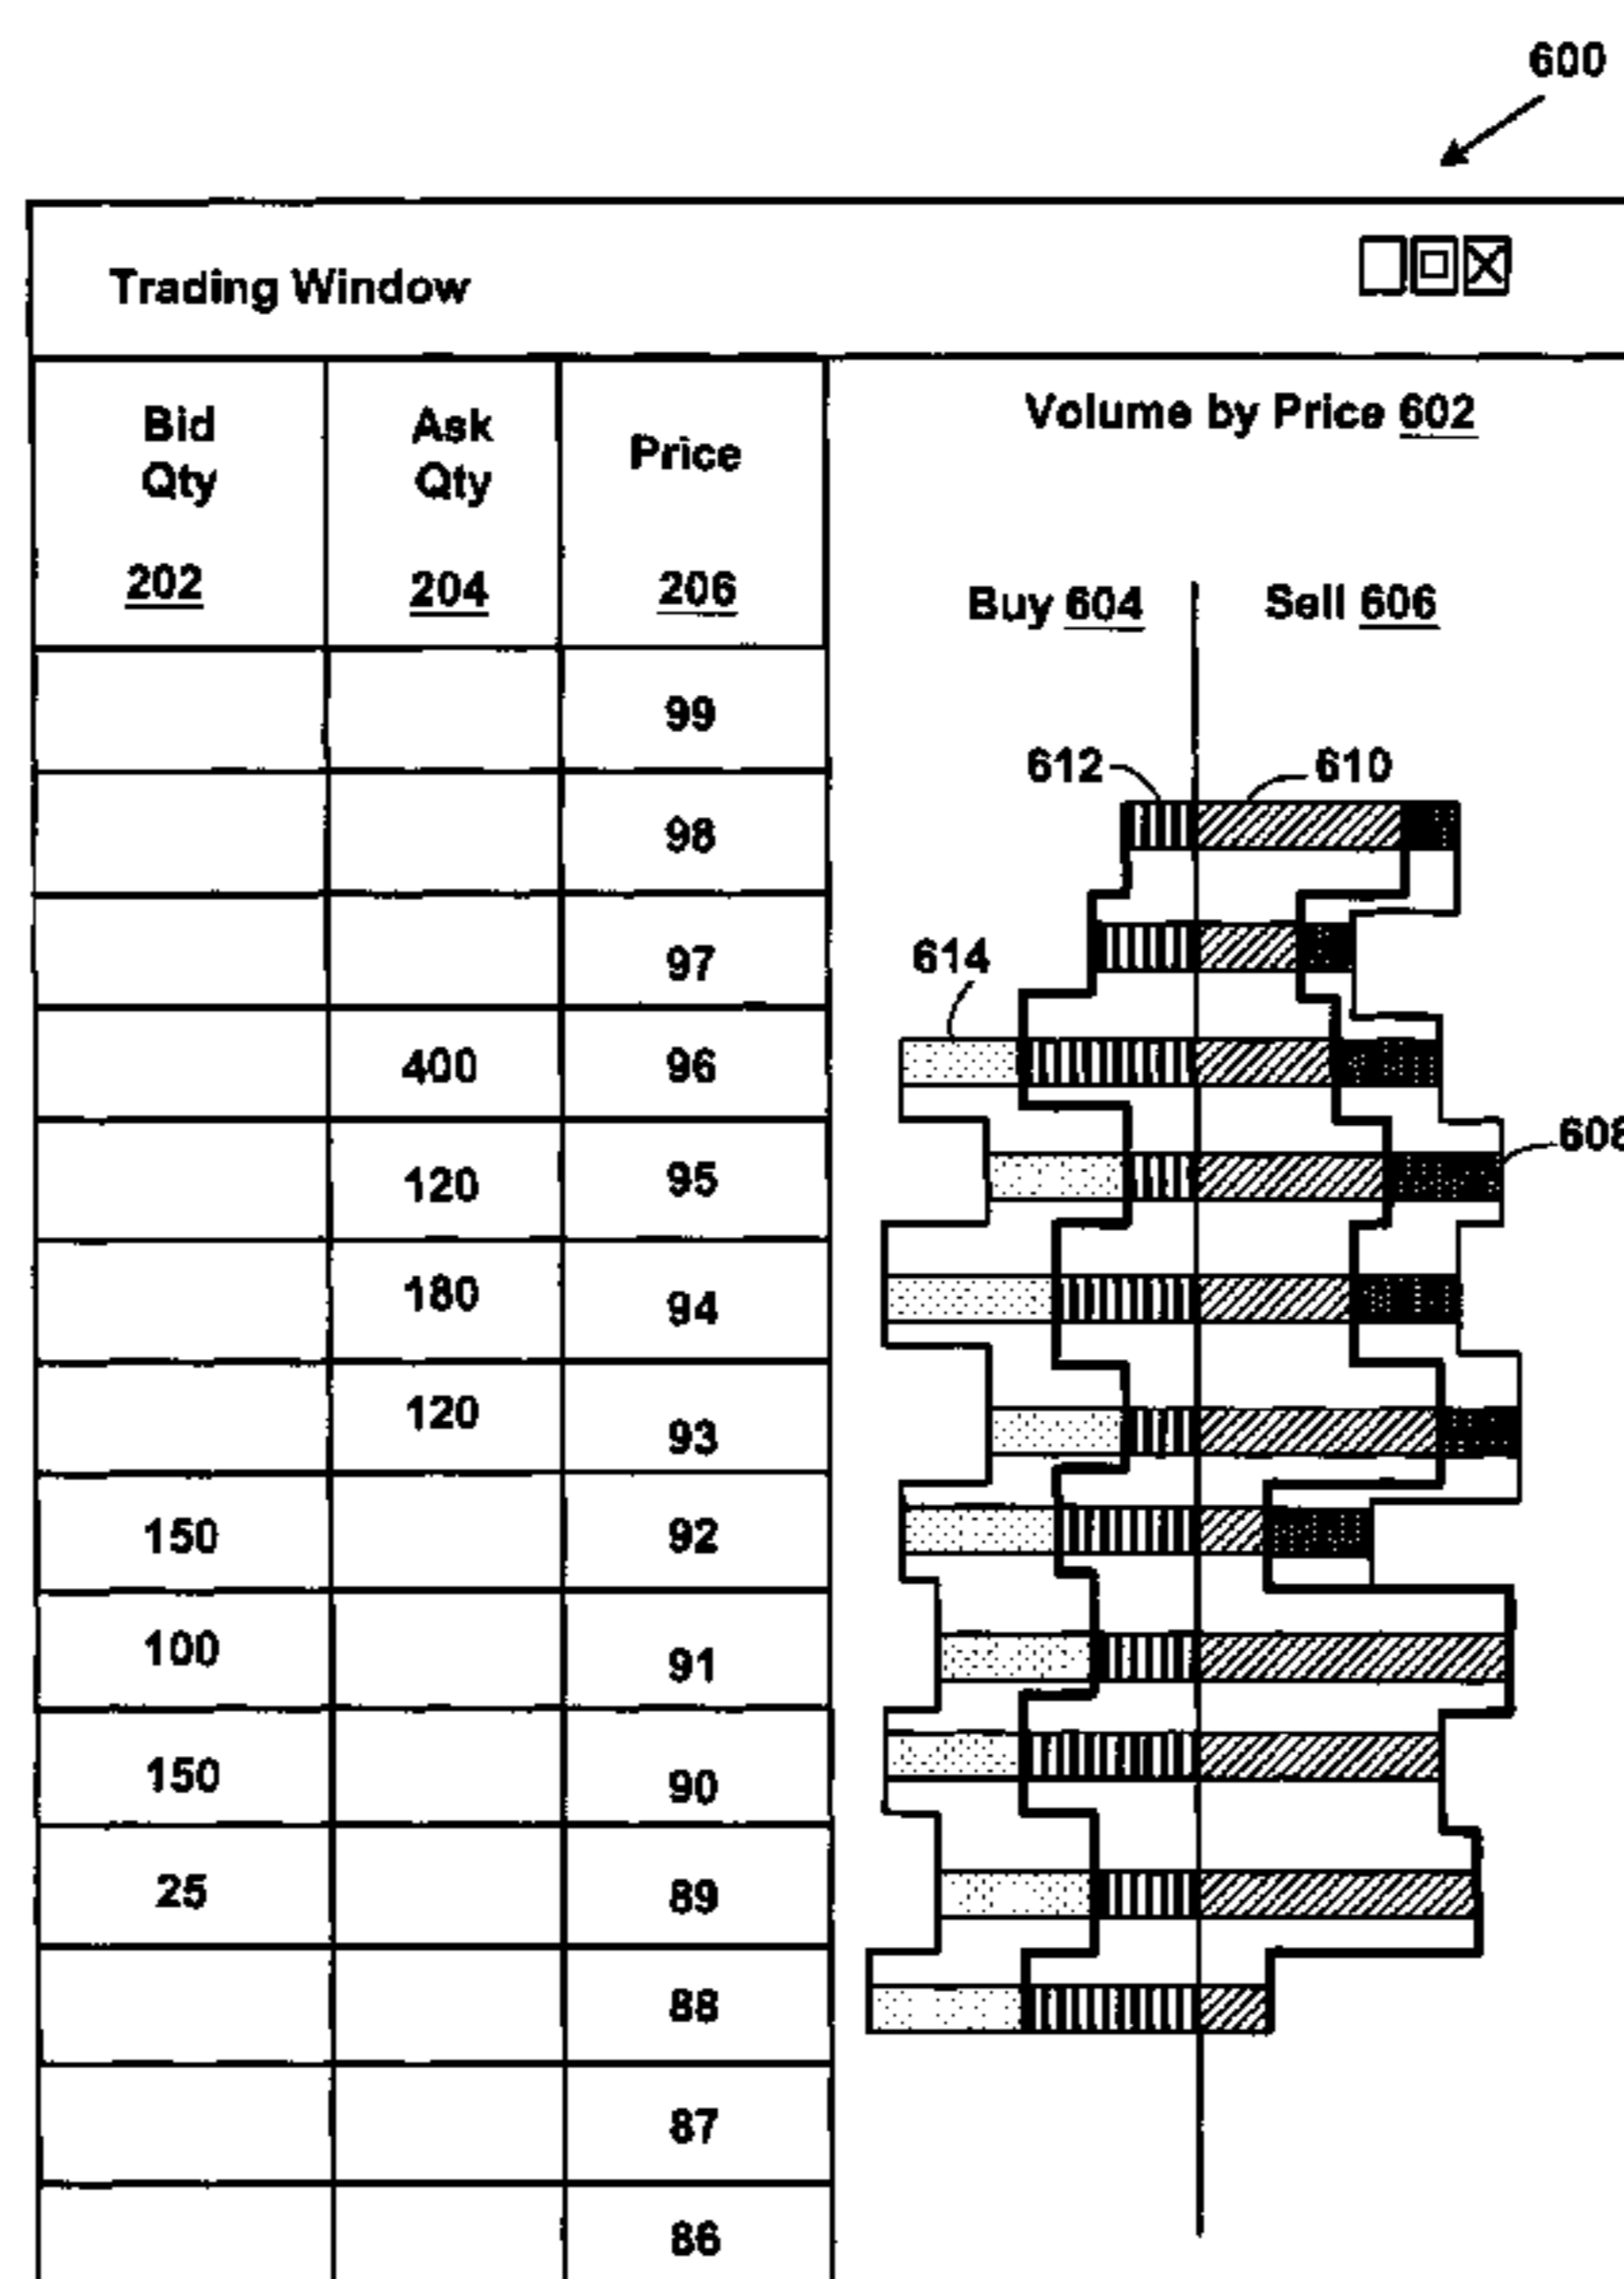 600
Trading Window
Bid Qty 202
Ask Qty 204
Price 206
Volume by Price 602
Buy 604
Sell 606
99
612
610
98
614
97
400 96
608
120 95
180 94
120 93
150 92
100 91
150 90
25 89
88
87
86